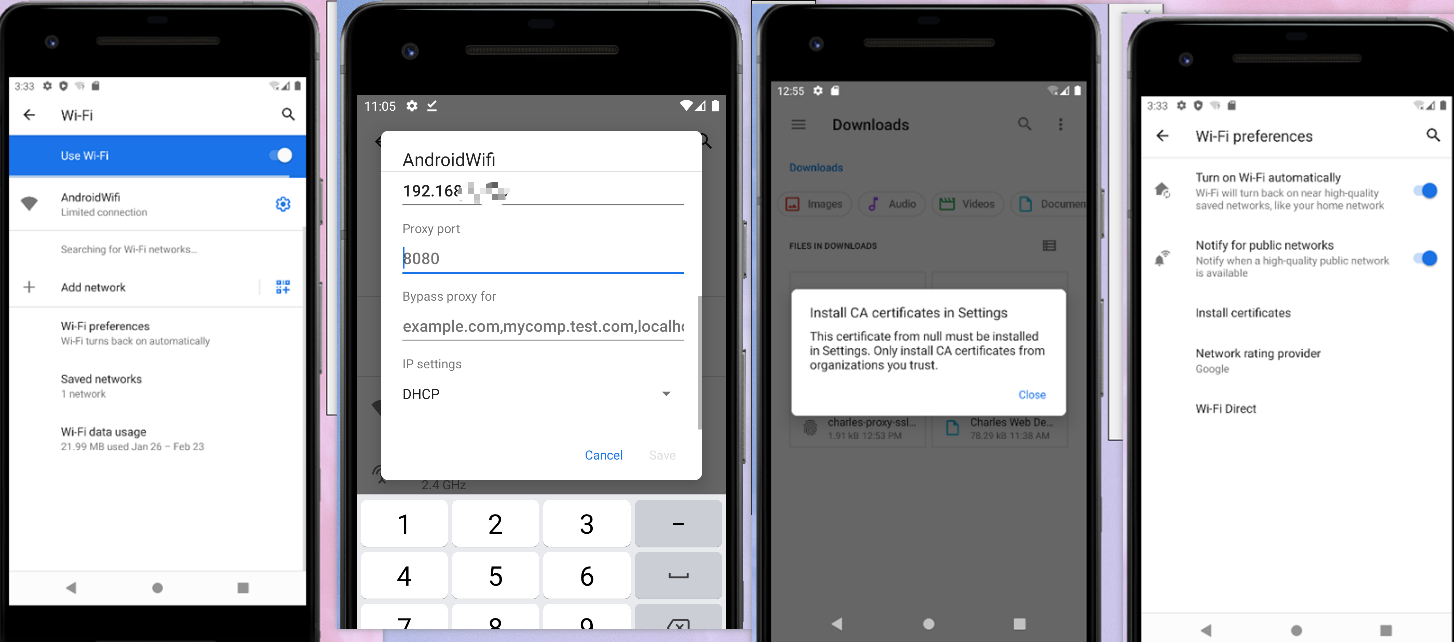 3:33
Wi-Fi
Use Wi-Fi
AndroidWifi
Limited connection
Searching for Wi-Fi networks...
Add network
Wi-Fi preferences
Wi-Fi turns back on automatically
Saved networks
1 network
Wi-Fi data usage
21.99 MB used Jan 26 – Feb 23
11:05
AndroidWifi
192.168
Proxy port
8080
Bypass proxy for
example.com,mycomp.test.com,localho
IP settings
DHCP
Cancel
Save
2.4 GHz
1 2 3 –
4 5 6
7 8 9
12:55
Downloads
Downloads
Images Audio Videos Documen
FILES IN DOWNLOADS
Install CA certificates in Settings
This certificate from null must be installed
in Settings. Only install CA certificates from
organizations you trust.
Close
charles-proxy-ssl...
1.91 kB 12:53 PM
Charles Web De...
78.29 kB 11:38 AM
3:33
Wi-Fi preferences
Turn on Wi-Fi automatically
Wi-Fi will turn back on near high-quality
saved networks, like your home network
Notify for public networks
Notify when a high-quality public network
is available
Install certificates
Network rating provider
Google
Wi-Fi Direct